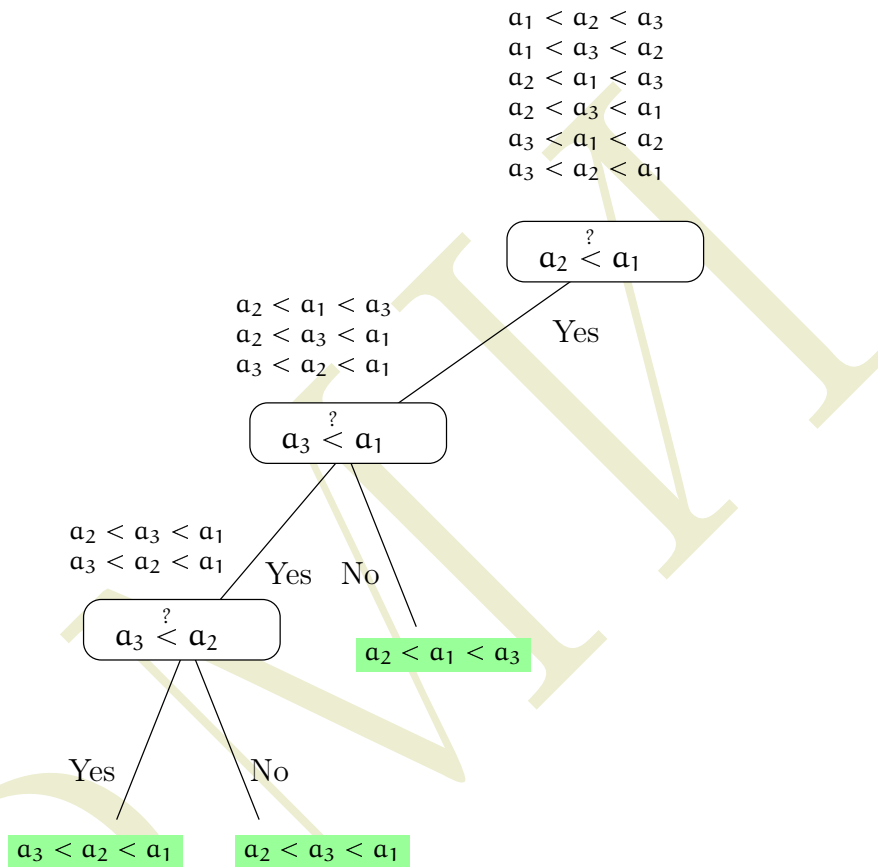 a₁ < a₂ < a₃
a₁ < a₃ < a₂
a₂ < a₁ < a₃
a₂ < a₃ < a₁
a₃ < a₁ < a₂
a₃ < a₂ < a₁
?
a₂ < a₁
Yes
a₂ < a₁ < a₃
a₂ < a₃ < a₁
a₃ < a₂ < a₁
?
a₃ < a₁
Yes No
a₂ < a₃ < a₁
a₃ < a₂ < a₁
?
a₃ < a₂
a₂ < a₁ < a₃
Yes No
a₃ < a₂ < a₁
a₂ < a₃ < a₁